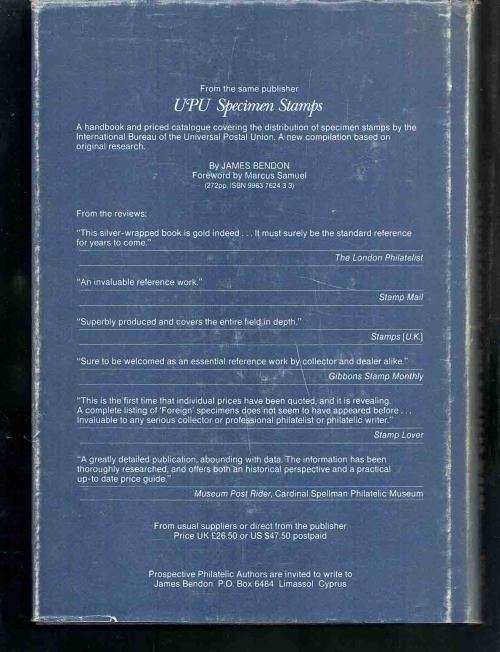 From the same publisher
UPU Specimen Stamps
A handbook and priced catalogue covering the distribution of specimen stamps by the
International Bureau of the Universal Postal Union. A new compilation based on
original research.
By JAMES BENDON
Foreword by Marcus Samuel
(272pp. ISBN 9963 7624 3 3)
From the reviews:
"This silver-wrapped book is gold indeed . . . It must surely be the standard reference
for years to come."
The London Philatelist
"An invaluable reference work."
Stamp Mail
"Superbly produced and covers the entire field in depth."
Stamps [U.K.]
"Sure to be welcomed as an essential reference work by collector and dealer alike."
Gibbons Stamp Monthly
"This is the first time that individual prices have been quoted, and it is revealing.
A complete listing of 'Foreign' specimens does not seem to have appeared before . . .
Invaluable to any serious collector or professional philatelist or philatelic writer."
Stamp Lover
"A greatly detailed publication, abounding with data. The information has been
thoroughly researched, and offers both an historical perspective and a practical
up-to date price guide."
Museum Post Rider, Cardinal Spellman Philatelic Museum
From usual suppliers or direct from the publisher
Price UK £26.50 or US $47.50 postpaid
Prospective Philatelic Authors are invited to write to
James Bendon P.O. Box 6484 Limassol Cyprus